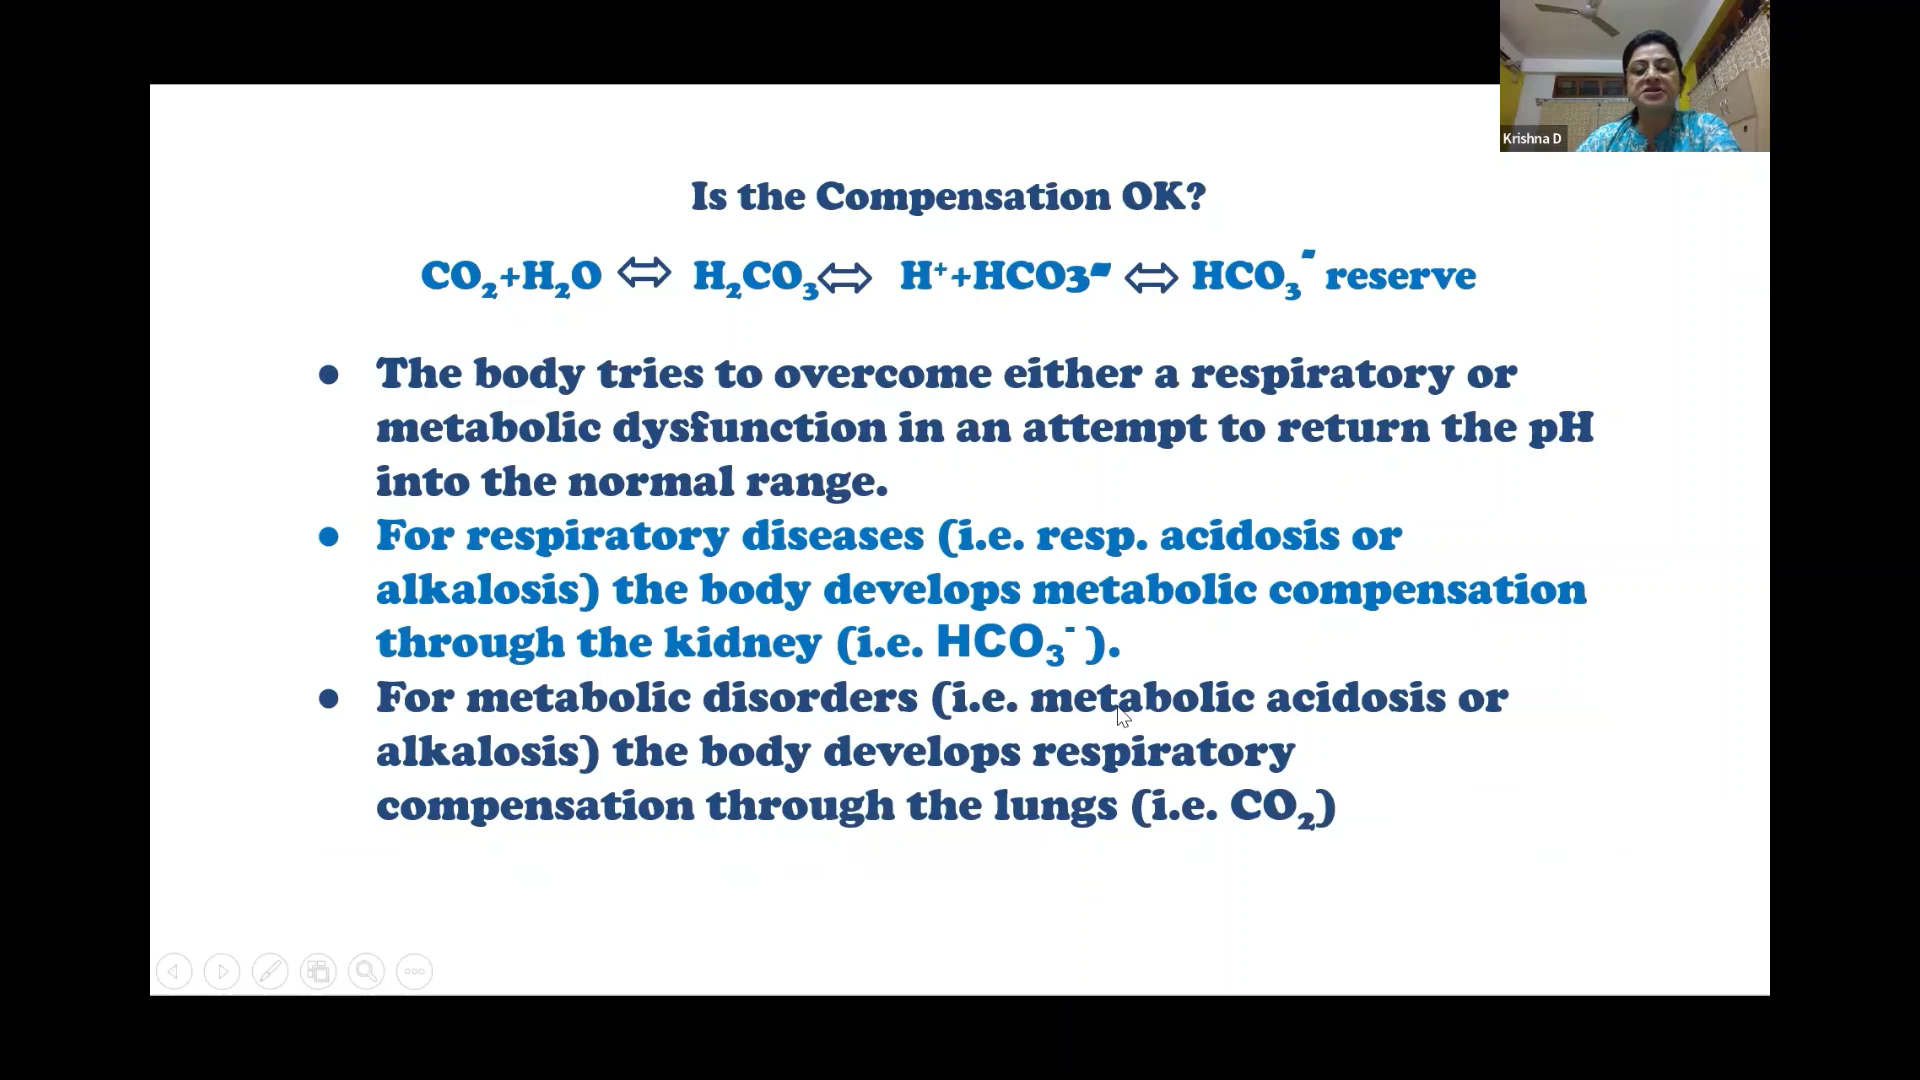 Krishna D
Is the Compensation OK?
CO₂+H₂O ⇔ H₂CO₃⇔ H⁺+HCO3⁻ ⇔ HCO₃⁻ reserve
● The body tries to overcome either a respiratory or
metabolic dysfunction in an attempt to return the pH
into the normal range.
● For respiratory diseases (i.e. resp. acidosis or
alkalosis) the body develops metabolic compensation
through the kidney (i.e. HCO₃⁻ ).
● For metabolic disorders (i.e. metabolic acidosis or
alkalosis) the body develops respiratory
compensation through the lungs (i.e. CO₂)